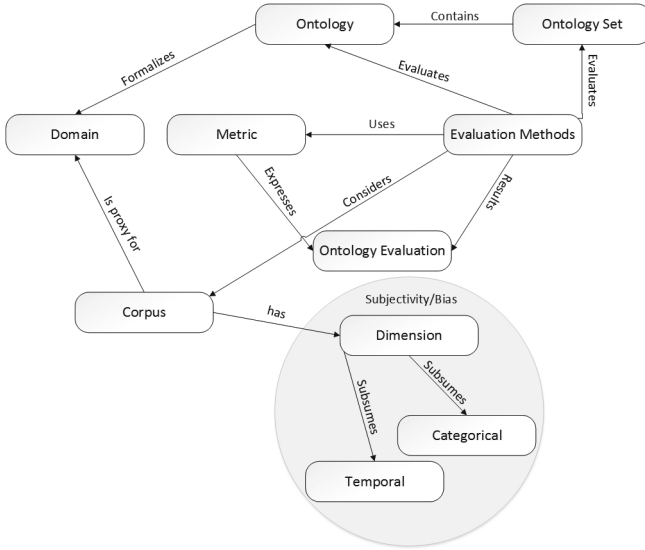 Contains
Ontology
Ontology Set
Formalizes
Evaluates
Evaluates
Domain
Metric
Uses
Evaluation Methods
Expresses
Considers
Results
Is proxy for
Ontology Evaluation
Subjectivity/Bias
Corpus
has
Dimension
Subsumes
Subsumes
Categorical
Temporal